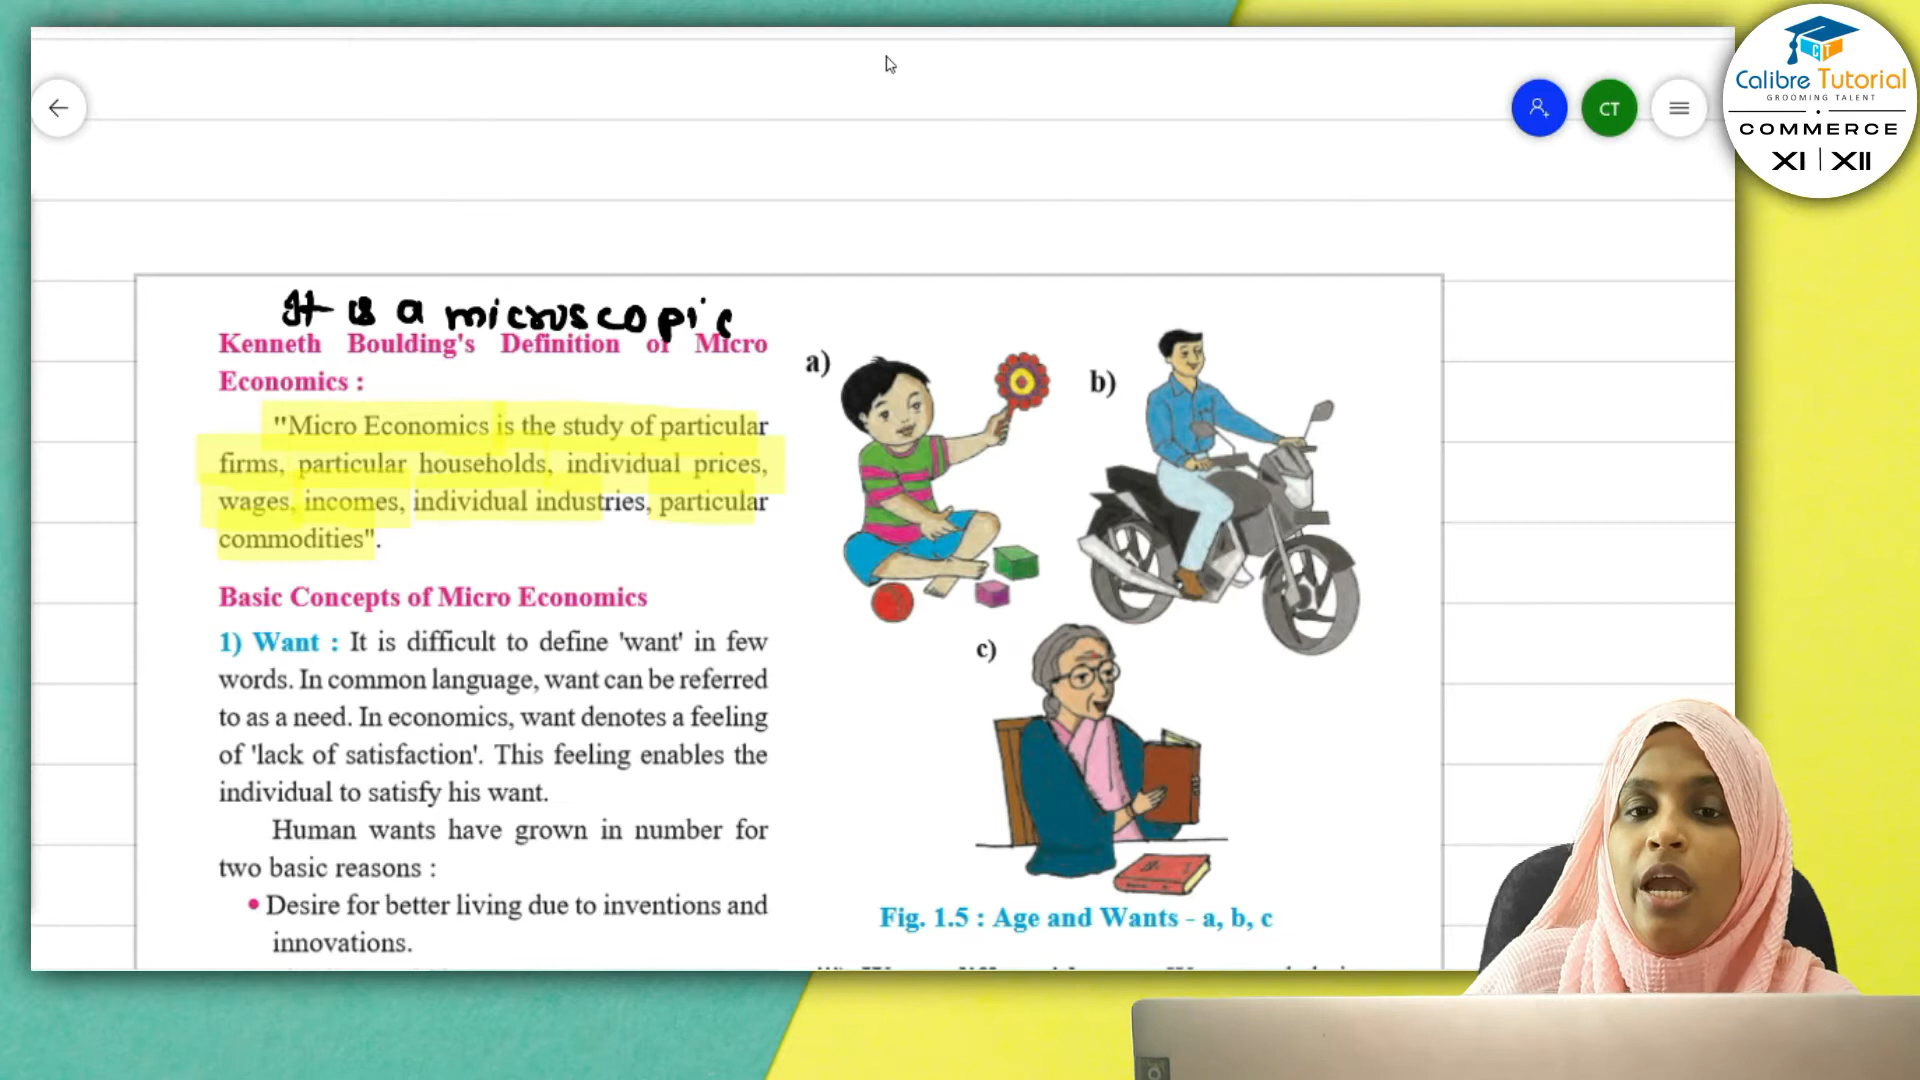 Calibre Tutorial
GROOMING TALENT
COMMERCE
XI | XII
CT
It is a microscopic
Kenneth Boulding's Definition of Micro
Economics :
"Micro Economics is the study of particular
firms, particular households, individual prices,
wages, incomes, individual industries, particular
commodities".
Basic Concepts of Micro Economics
1) Want : It is difficult to define 'want' in few
words. In common language, want can be referred
to as a need. In economics, want denotes a feeling
of 'lack of satisfaction'. This feeling enables the
individual to satisfy his want.
Human wants have grown in number for
two basic reasons :
• Desire for better living due to inventions and
innovations.
a)
b)
c)
Fig. 1.5 : Age and Wants - a, b, c